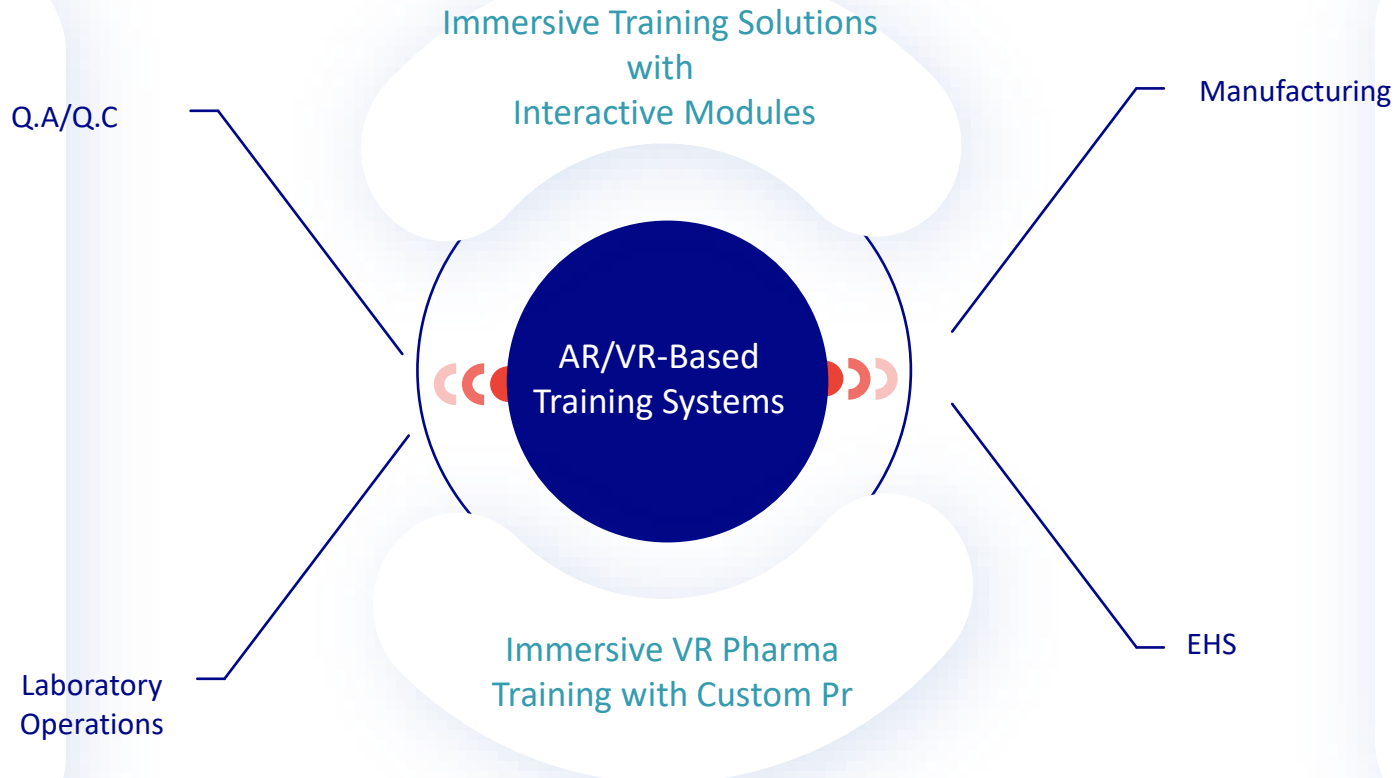 Immersive Training Solutions
with
Interactive Modules
Q.A/Q.C
Manufacturing
AR/VR-Based
Training Systems
Immersive VR Pharma
Training with Custom Pr
Laboratory
Operations
EHS